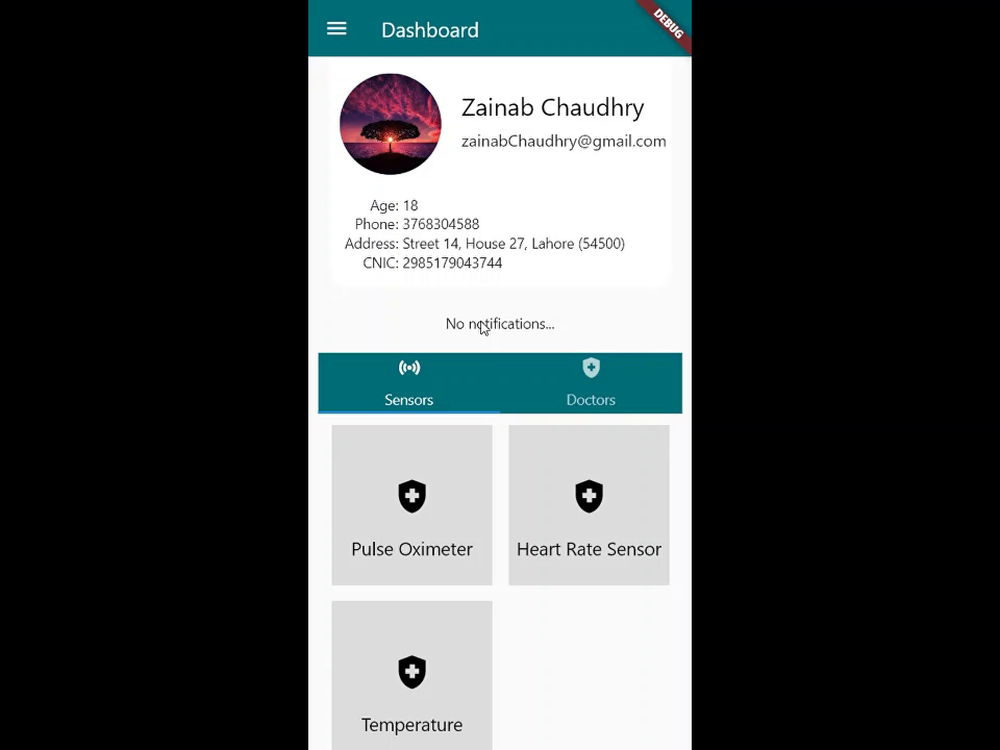 Dashboard
DEBUG
Zainab Chaudhry
zainabChaudhry@gmail.com
Age: 18
Phone: 3768304588
Address: Street 14, House 27, Lahore (54500)
CNIC: 2985179043744
No notifications...
Sensors
Doctors
Pulse Oximeter
Heart Rate Sensor
Temperature